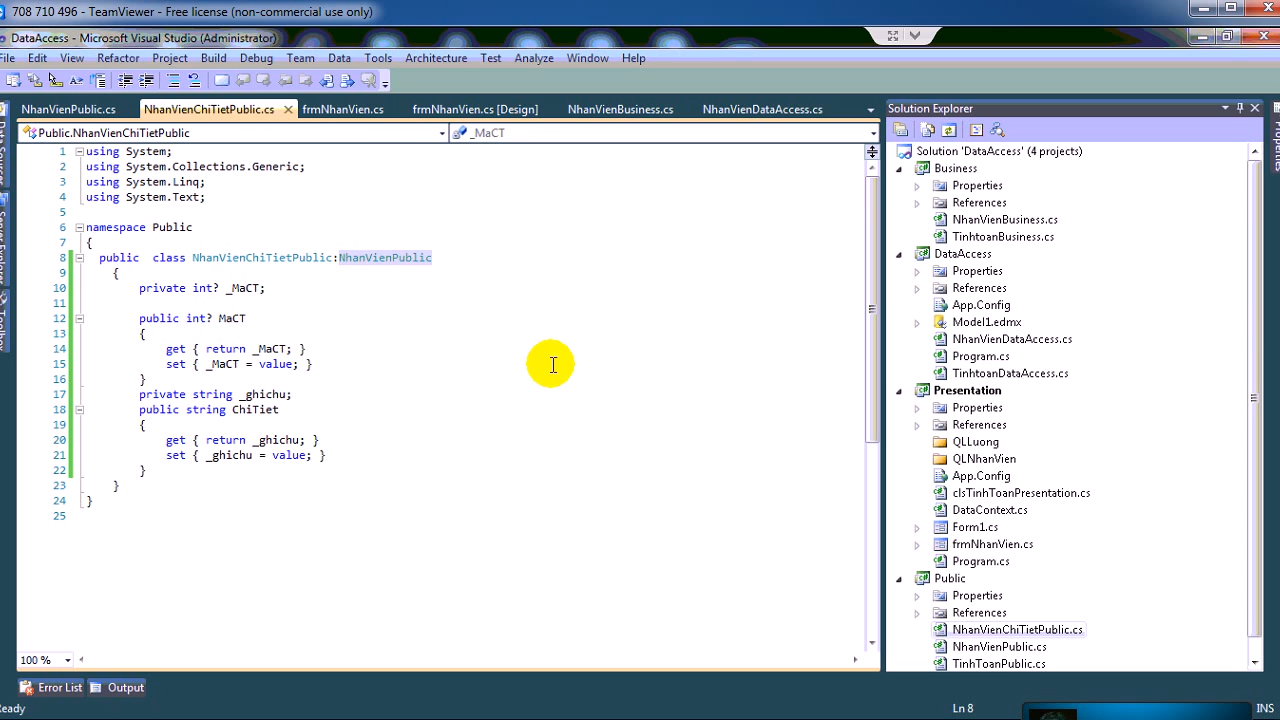 708 710 496 - TeamViewer - Free license (non-commercial use only)
DataAccess - Microsoft Visual Studio (Administrator)
File Edit View Refactor Project Build Debug Team Data Tools Architecture Test Analyze Window Help
NhanVienPublic.cs NhanVienChiTietPublic.cs frmNhanVien.cs frmNhanVien.cs [Design] NhanVienBusiness.cs NhanVienDataAccess.cs
Public.NhanVienChiTietPublic _MaCT
1 using System;
2 using System.Collections.Generic;
3 using System.Linq;
4 using System.Text;
5
6 namespace Public
7 {
8 public class NhanVienChiTietPublic:NhanVienPublic
9 {
10 private int? _MaCT;
11
12 public int? MaCT
13 {
14 get { return _MaCT; }
15 set { _MaCT = value; }
16 }
17 private string _ghichu;
18 public string ChiTiet
19 {
20 get { return _ghichu; }
21 set { _ghichu = value; }
22 }
23 }
24 }
25
100 %
Error List Output
Ready Ln 8 INS
Data Sources
Server Explorer
Toolbox
Solution Explorer
Solution 'DataAccess' (4 projects)
Business
Properties
References
NhanVienBusiness.cs
TinhtoanBusiness.cs
DataAccess
Properties
References
App.Config
Model1.edmx
NhanVienDataAccess.cs
Program.cs
TinhtoanDataAccess.cs
Presentation
Properties
References
QLLuong
QLNhanVien
App.Config
clsTinhToanPresentation.cs
DataContext.cs
Form1.cs
frmNhanVien.cs
Program.cs
Public
Properties
References
NhanVienChiTietPublic.cs
NhanVienPublic.cs
TinhToanPublic.cs
Properties